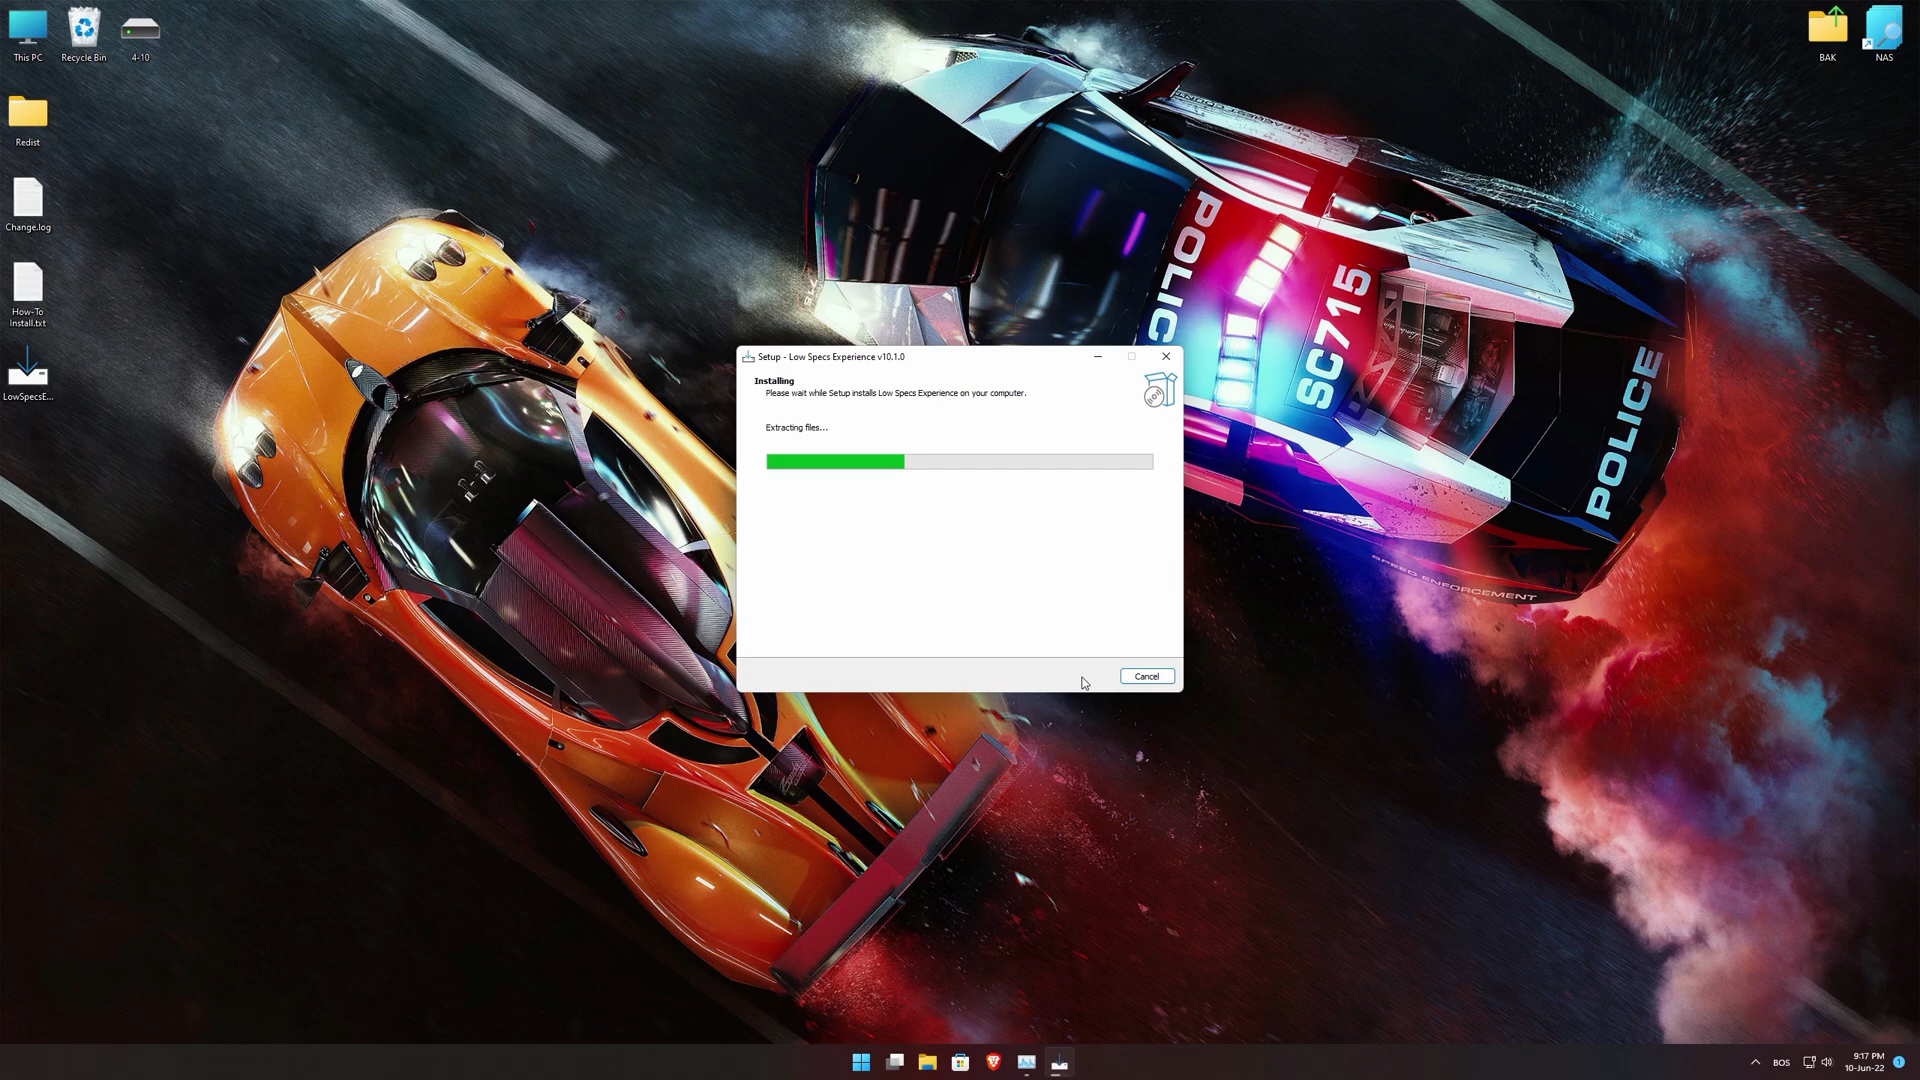 This PC
Recycle Bin
4-10
BAK
NAS
Redist
Change.log
How-To
Install.txt
LowSpecsE...
POLICE
SC715
POLICE
SPEED ENFORCEMENT
Setup - Low Specs Experience v10.1.0
Installing
Please wait while Setup installs Low Specs Experience on your computer.
Extracting files...
Cancel
BOS
9:17 PM
10-Jun-22
1